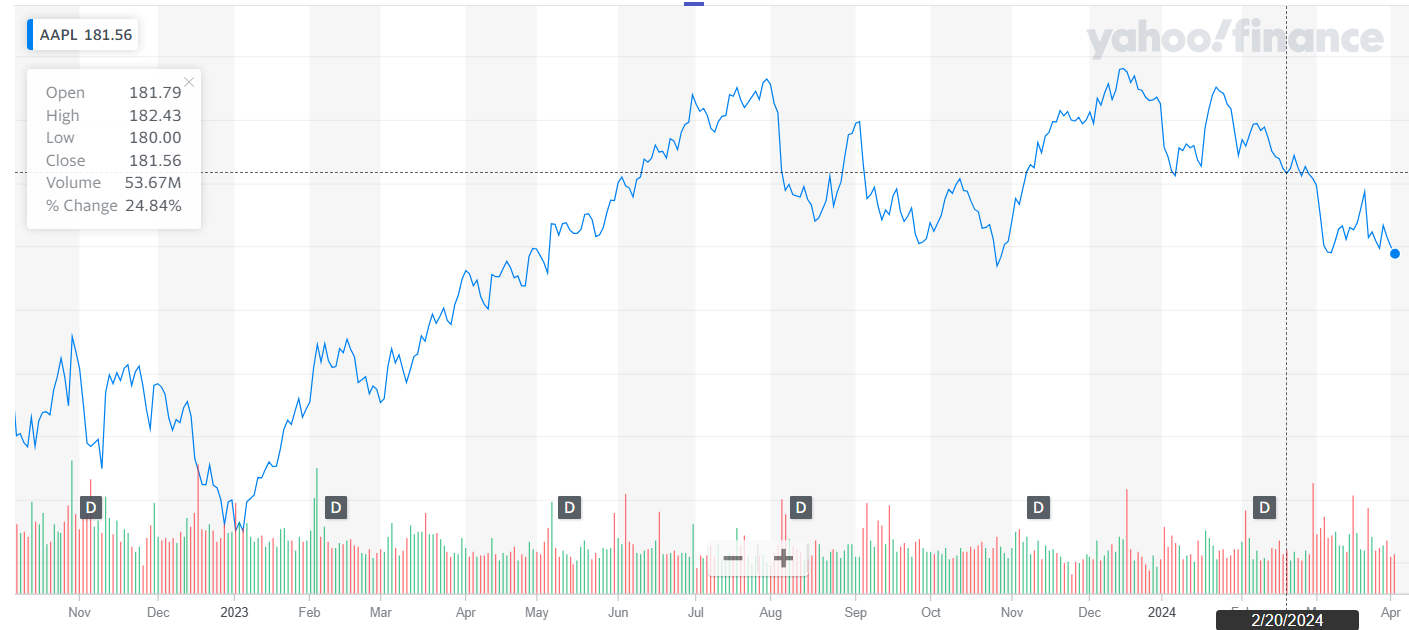 yahoo!finance
AAPL 181.56
Open 181.79
High 182.43
Low 180.00
Close 181.56
Volume 53.67M
% Change 24.84%
D D D D D D
Nov Dec 2023 Feb Mar Apr May Jun Jul Aug Sep Oct Nov Dec 2024 Apr
2/20/2024